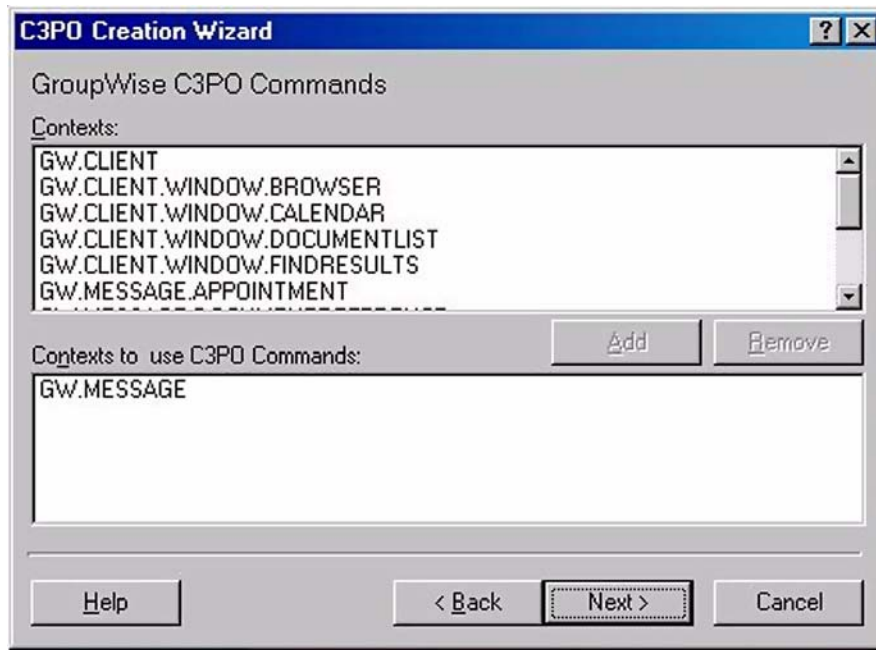 C3PO Creation Wizard
GroupWise C3PO Commands
Contexts:
GW.CLIENT
GW.CLIENT.WINDOW.BROWSER
GW.CLIENT.WINDOW.CALENDAR
GW.CLIENT.WINDOW.DOCUMENTLIST
GW.CLIENT.WINDOW.FINDRESULTS
GW.MESSAGE.APPOINTMENT
Add Remove
Contexts to use C3PO Commands:
GW.MESSAGE
Help < Back Next > Cancel